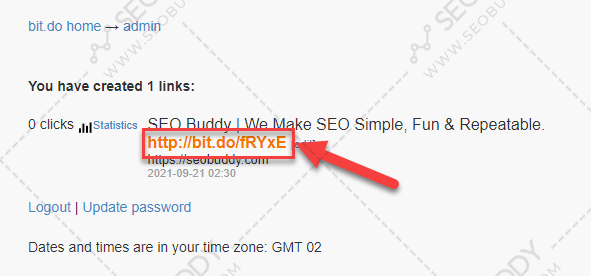 bit.do home → admin
You have created 1 links:
0 clicks Statistics SEO Buddy | We Make SEO Simple, Fun & Repeatable.
http://bit.do/fRYxE
https://seobuddy.com
2021-09-21 02:30
Logout | Update password
Dates and times are in your time zone: GMT 02
SEOBUDDY